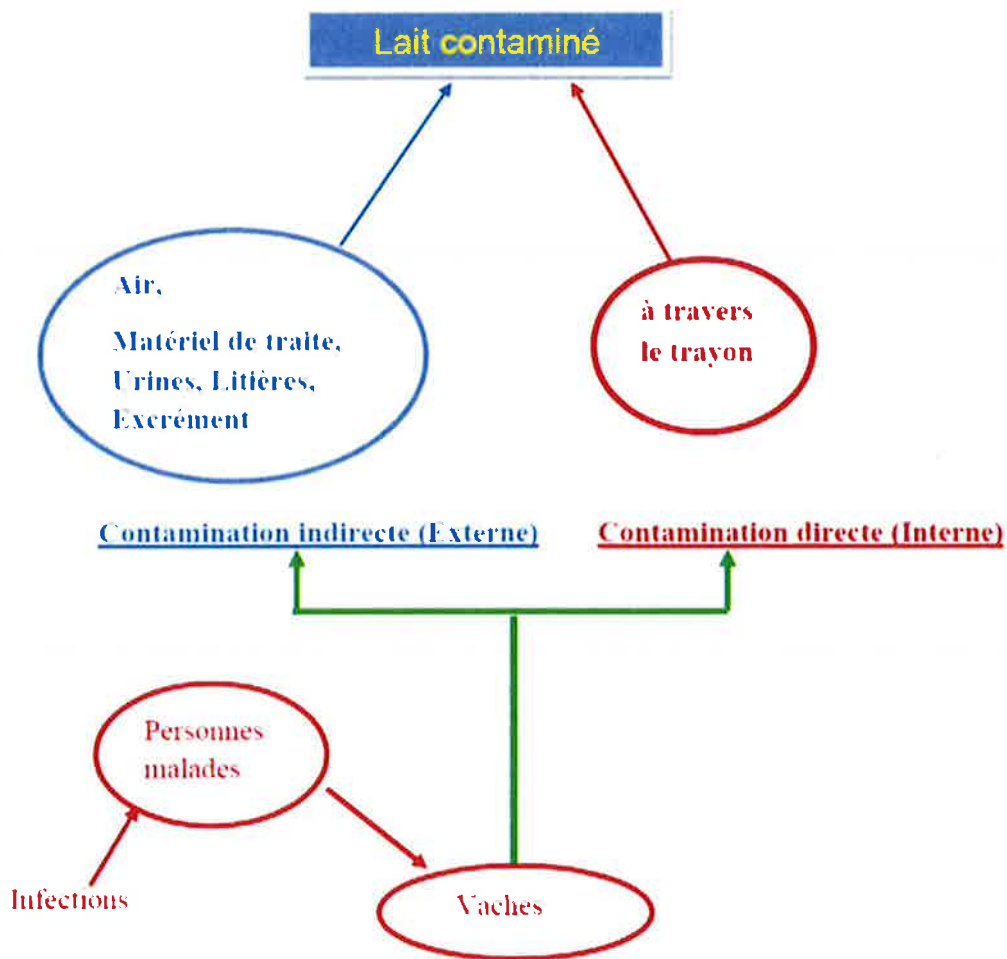 Lait contaminé
Air,
Matériel de traite,
Urines, Litières,
Excrément
à travers
le trayon
Contamination indirecte (Externe)
Contamination directe (Interne)
Personnes
malades
Infections
Vaches